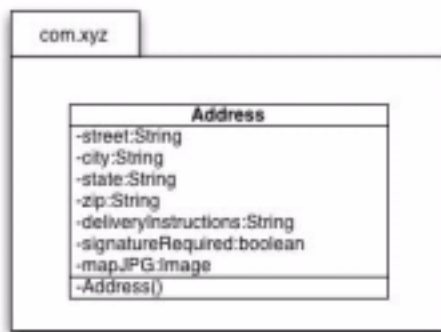 com.xyz
Address
-street:String
-city:String
-state:String
-zip:String
-deliveryInstructions:String
-signatureRequired:boolean
-mapJPG:Image
-Address()